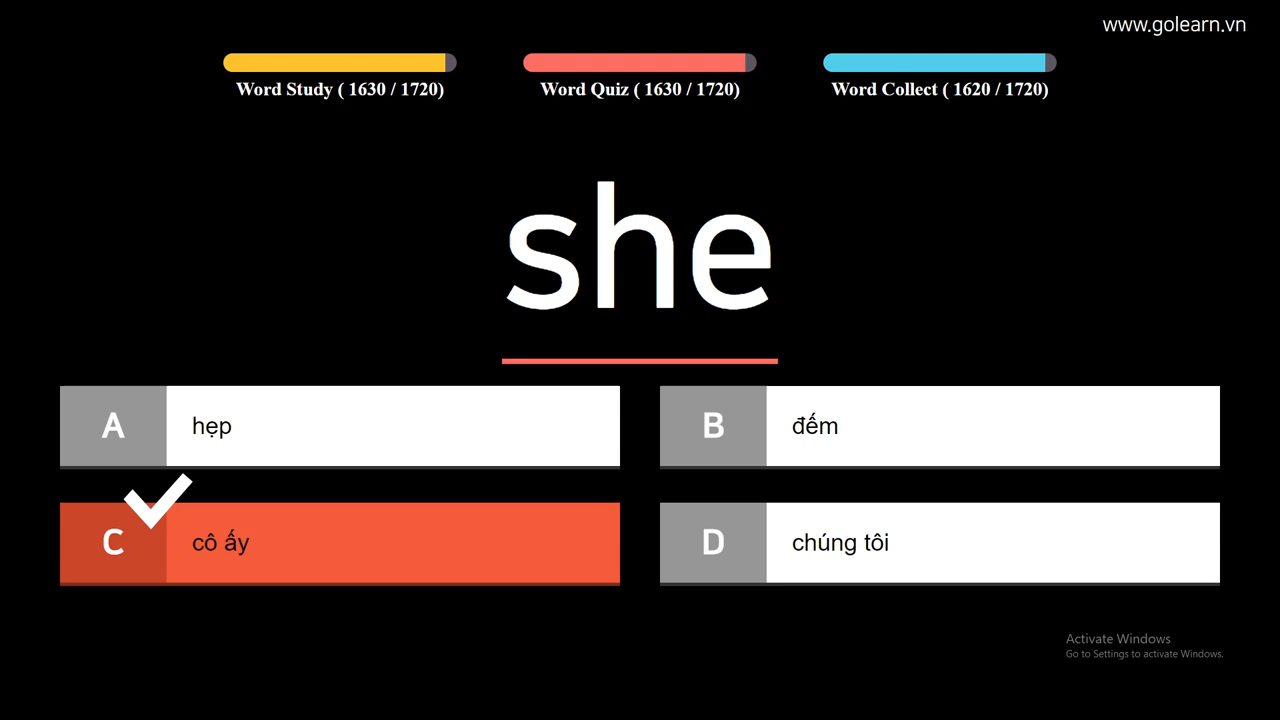 www.golearn.vn
Word Study ( 1630 / 1720)
Word Quiz ( 1630 / 1720)
Word Collect ( 1620 / 1720)
she
A hẹp
B đếm
C cô ấy
D chúng tôi
Activate Windows
Go to Settings to activate Windows.